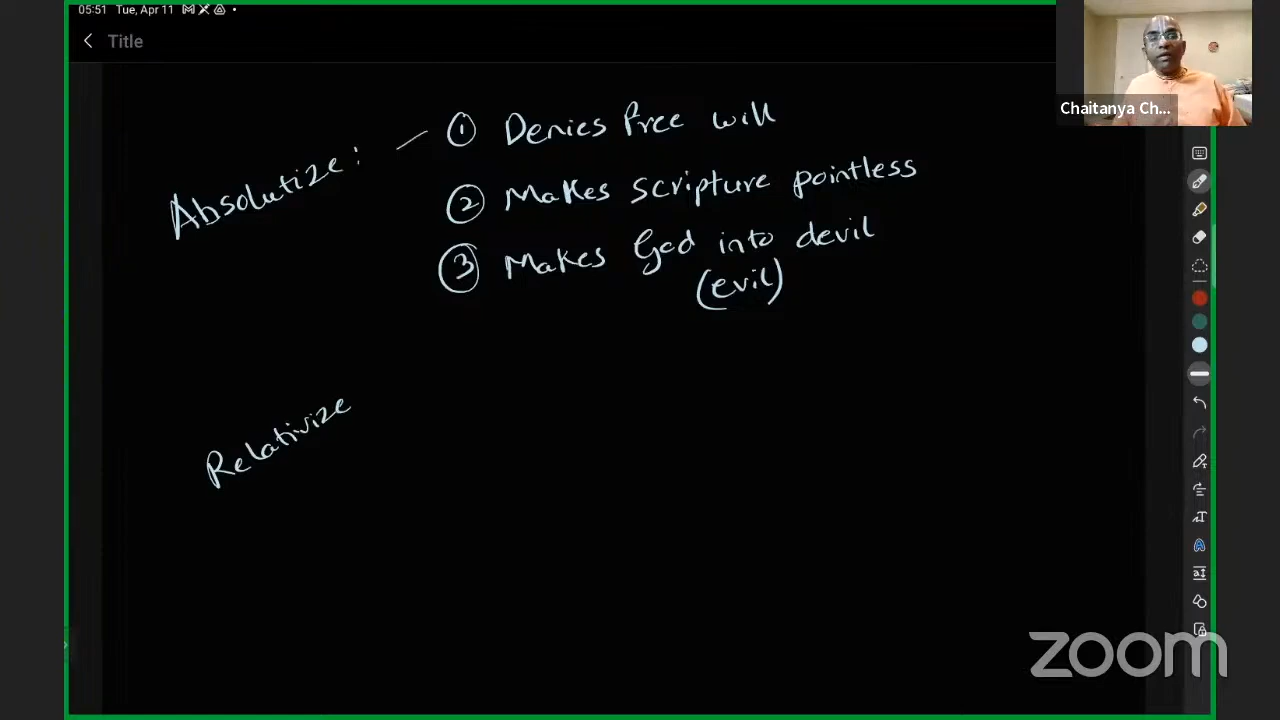 05:51 Tue, Apr 11
Title
Chaitanya Ch...
Absolutize: — ① Denies free will
② Makes scripture pointless
③ Makes God into devil
(evil)
Relativize
zoom